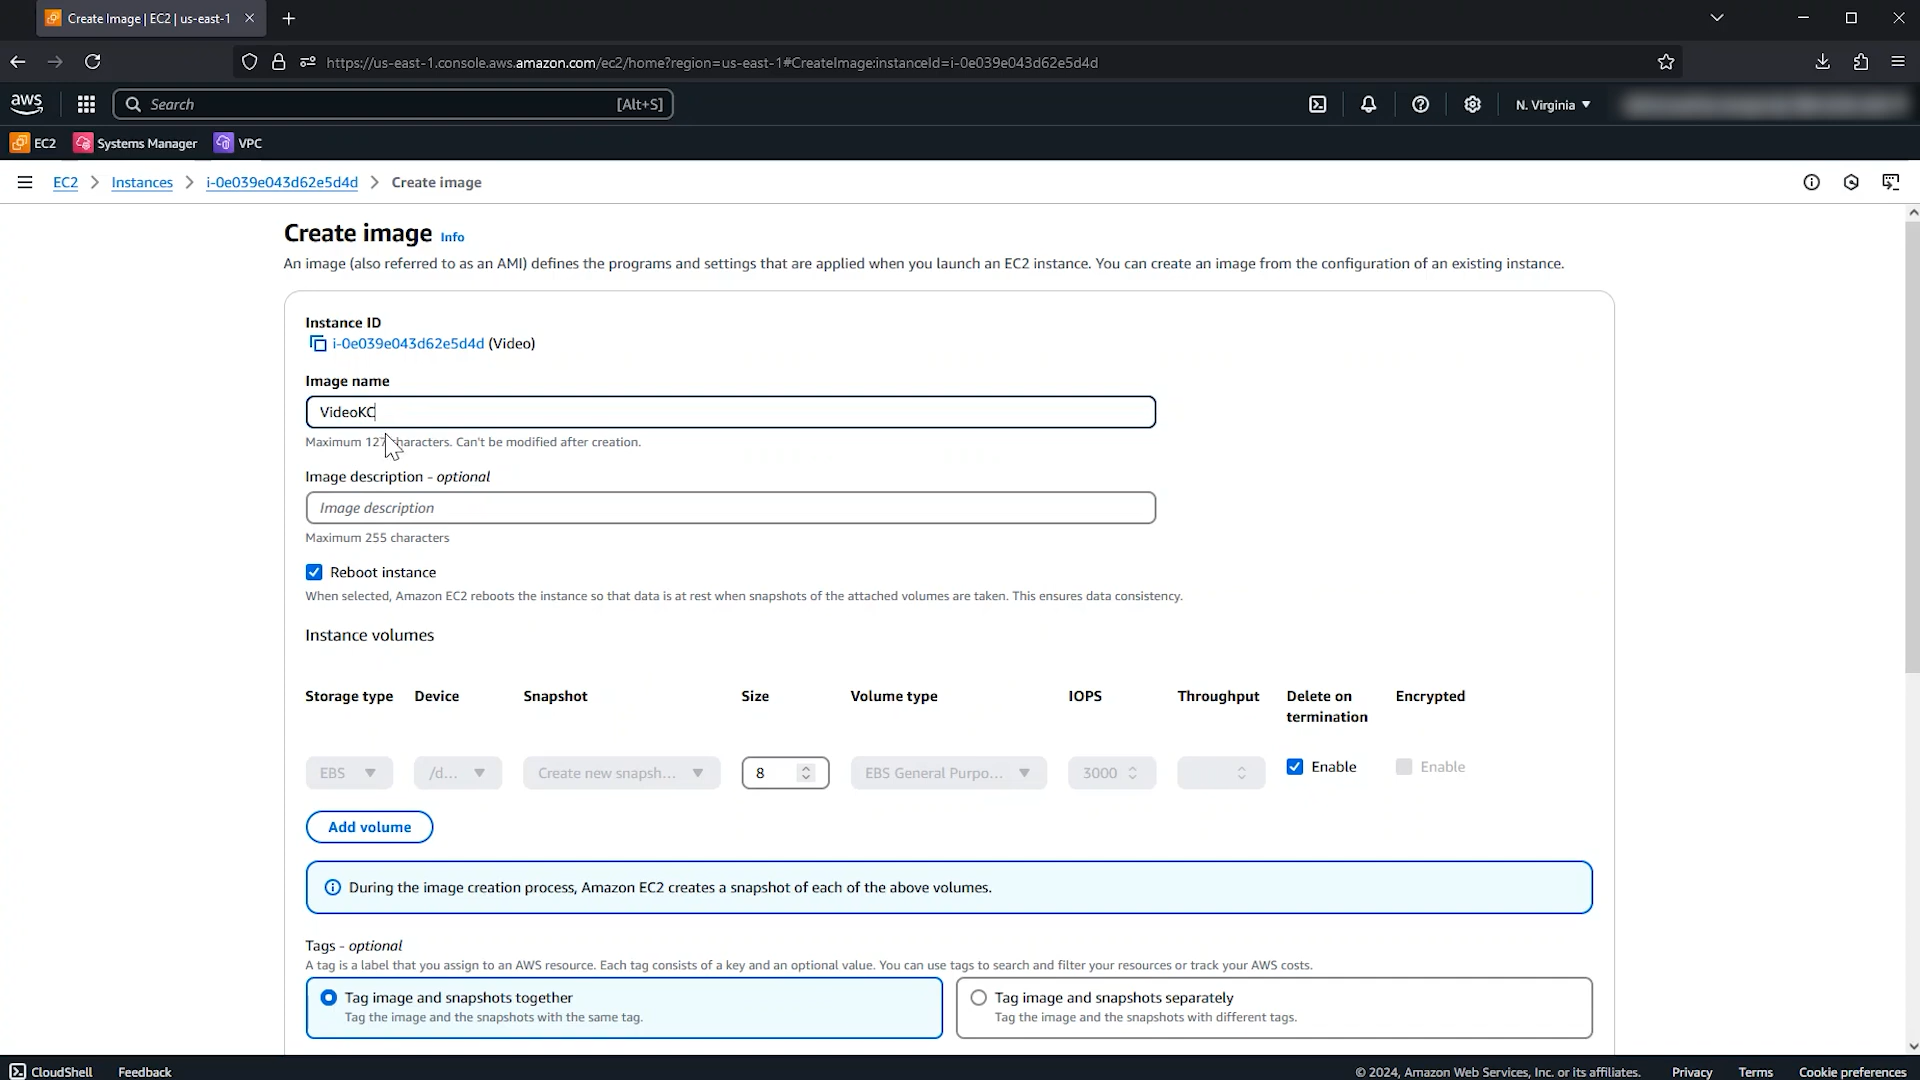 Create Image | EC2 | us-east-1
https://us-east-1.console.aws.amazon.com/ec2/home?region=us-east-1#CreateImage:instanceId=i-0e039e043d62e5d4d
aws Search [Alt+S] N. Virginia
EC2 Systems Manager VPC
EC2 > Instances > i-0e039e043d62e5d4d > Create image
Create image Info
An image (also referred to as an AMI) defines the programs and settings that are applied when you launch an EC2 instance. You can create an image from the configuration of an existing instance.
Instance ID
i-0e039e043d62e5d4d (Video)
Image name
VideoKC
Maximum 127 characters. Can't be modified after creation.
Image description - optional
Image description
Maximum 255 characters
Reboot instance
When selected, Amazon EC2 reboots the instance so that data is at rest when snapshots of the attached volumes are taken. This ensures data consistency.
Instance volumes
Storage type Device Snapshot Size Volume type IOPS Throughput Delete on termination Encrypted
EBS /d... Create new snapsh... 8 EBS General Purpo... 3000 Enable Enable
Add volume
During the image creation process, Amazon EC2 creates a snapshot of each of the above volumes.
Tags - optional
A tag is a label that you assign to an AWS resource. Each tag consists of a key and an optional value. You can use tags to search and filter your resources or track your AWS costs.
Tag image and snapshots together
Tag the image and the snapshots with the same tag.
Tag image and snapshots separately
Tag the image and the snapshots with different tags.
CloudShell Feedback © 2024, Amazon Web Services, Inc. or its affiliates. Privacy Terms Cookie preferences